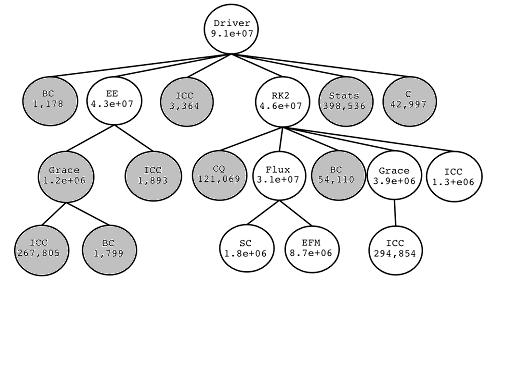 Driver
9.1e+07
BC
1,178
EE
4.3e+07
ICC
3,364
RK2
4.6e+07
Stats
398,536
C
42,997
Grace
1.2e+06
ICC
1,893
CQ
121,069
Flux
3.1e+07
BC
54,110
Grace
3.9e+06
ICC
1.3+e06
ICC
267,805
BC
1,799
SC
1.8e+06
EFM
8.7e+06
ICC
294,854